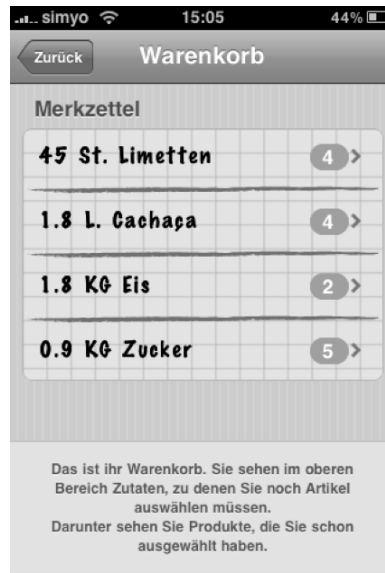 simyo 15:05 44%
Zurück Warenkorb
Merkzettel
45 St. Limetten 4
1.8 L. Cachaça 4
1.8 KG Eis 2
0.9 KG Zucker 5
Das ist ihr Warenkorb. Sie sehen im oberen
Bereich Zutaten, zu denen Sie noch Artikel
auswählen müssen.
Darunter sehen Sie Produkte, die Sie schon
ausgewählt haben.